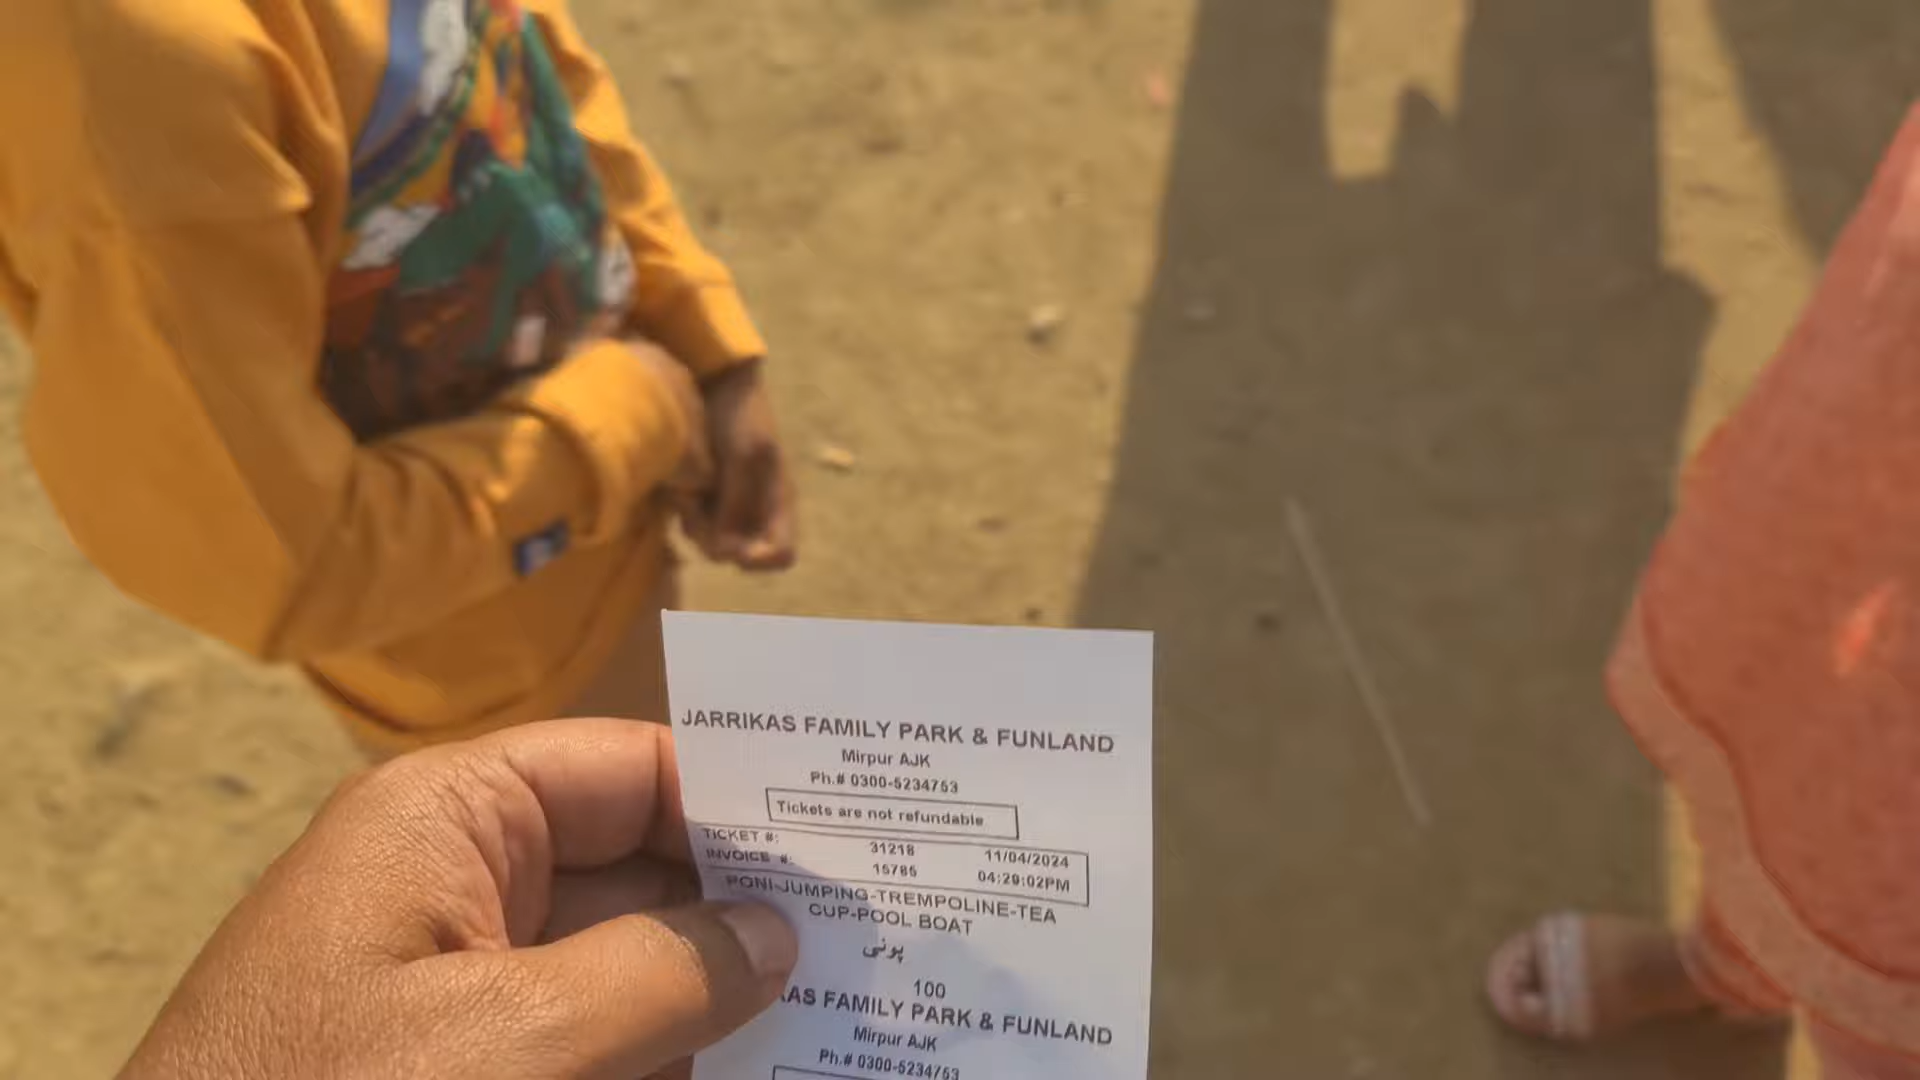 JARRIKAS FAMILY PARK & FUNLAND
Mirpur AJK
Ph.# 0300-5234753
Tickets are not refundable
TICKET #: 31218 11/04/2024
INVOICE #: 15785 04:29:02PM
PONI-JUMPING-TREMPOLINE-TEA
CUP-POOL BOAT
پونی
100
KAS FAMILY PARK & FUNLAND
Mirpur AJK
Ph.# 0300-5234753